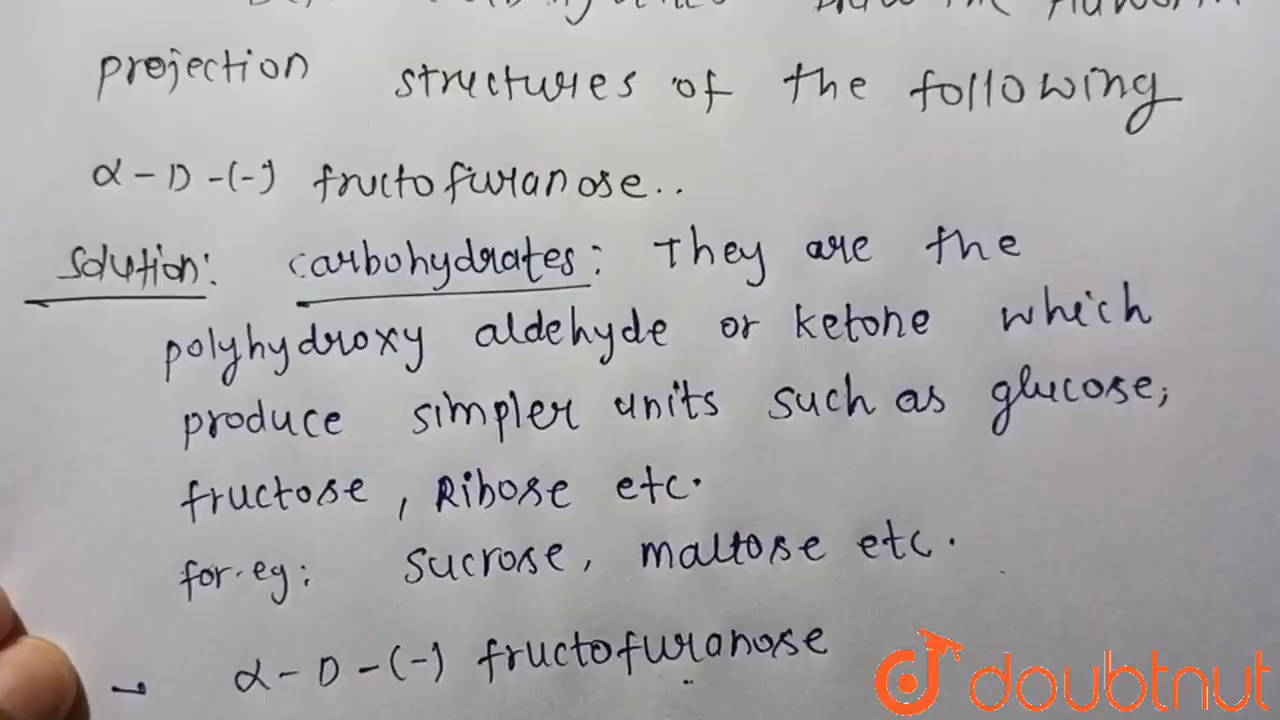 projection structures of the following
α-D-(-) fructofuranose..
Solution: carbohydrates: They are the
polyhydroxy aldehyde or ketone which
produce simpler units such as glucose,
fructose, Ribose etc.
for.eg: sucrose, maltose etc.
→ α-D-(-) fructofuranose
doubtnut